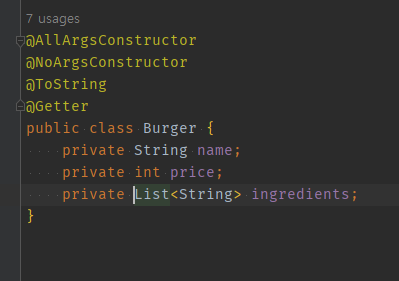 7 usages
@AllArgsConstructor
@NoArgsConstructor
@ToString
@Getter
public class Burger {
    private String name;
    private int price;
    private List<String> ingredients;
}